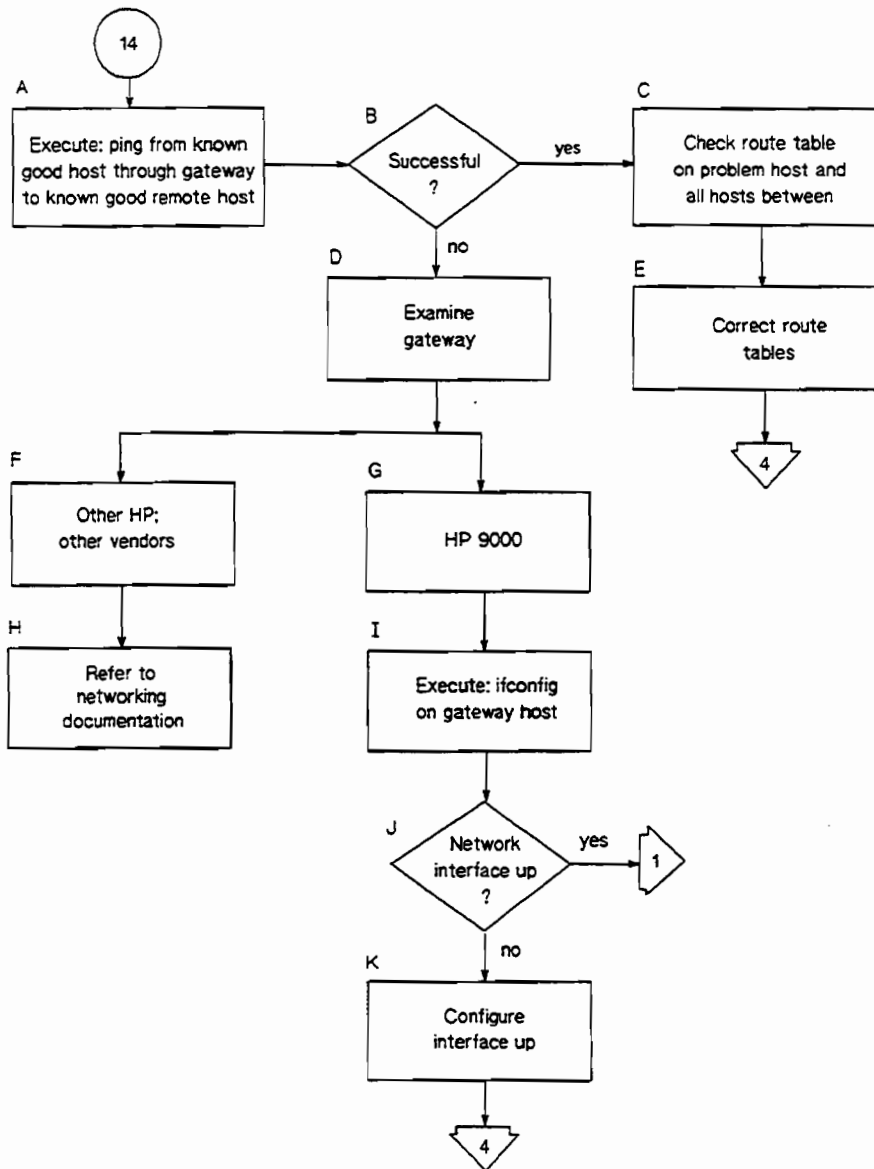 14
A
Execute: ping from known
good host through gateway
to known good remote host
B
Successful
?
yes
C
Check route table
on problem host and
all hosts between
no
D
Examine
gateway
E
Correct route
tables
4
F
Other HP;
other vendors
G
HP 9000
H
Refer to
networking
documentation
I
Execute: ifconfig
on gateway host
J
Network
interface up
?
yes
1
no
K
Configure
interface up
4